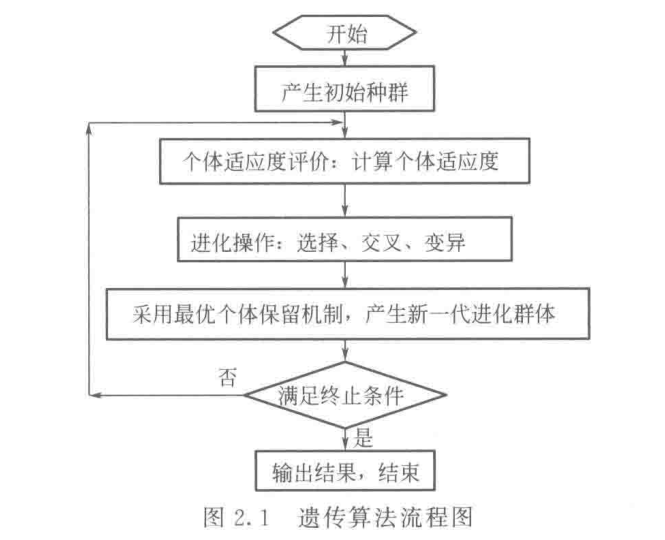 开始
产生初始种群
个体适应度评价：计算个体适应度
进化操作：选择、交叉、变异
采用最优个体保留机制，产生新一代进化群体
否
满足终止条件
是
输出结果，结束
图 2.1 遗传算法流程图